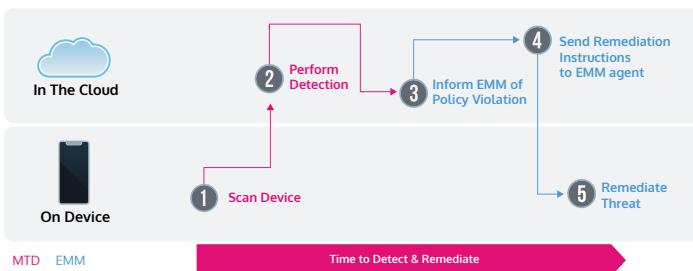 In The Cloud
2
Perform
Detection
3
Inform EMM of
Policy Violation
4
Send Remediation
Instructions
to EMM agent
On Device
1
Scan Device
5
Remediate
Threat
MTD EMM
Time to Detect & Remediate